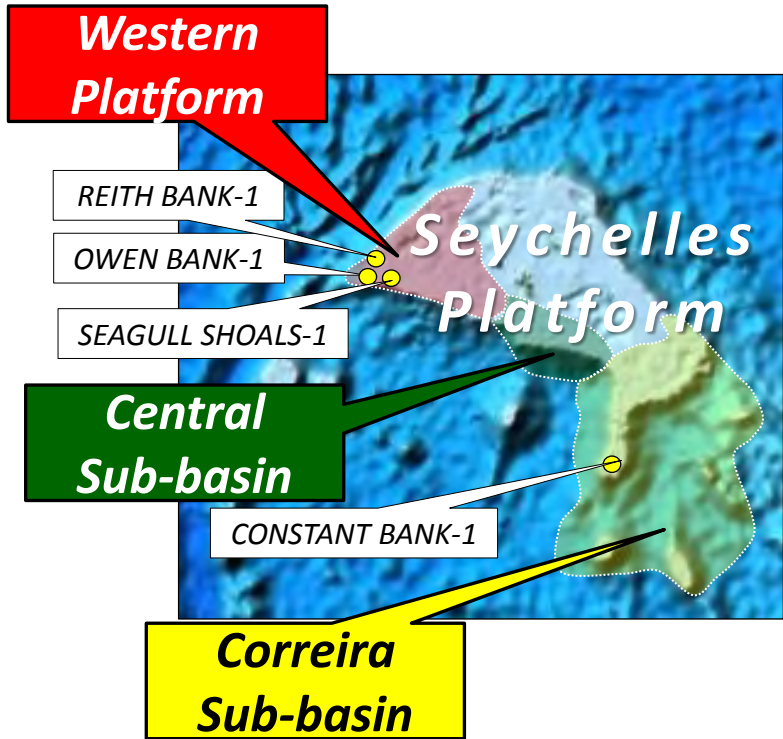 Western
Platform
REITH BANK-1
OWEN BANK-1
SEAGULL SHOALS-1
Seychelles
Platform
Central
Sub-basin
CONSTANT BANK-1
Correira
Sub-basin